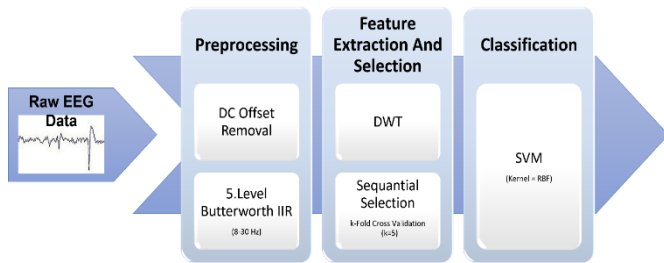 Raw EEG
Data
Preprocessing
DC Offset
Removal
5.Level
Butterworth IIR
(8-30 Hz)
Feature
Extraction And
Selection
DWT
Sequantial
Selection
k-Fold Cross Validation
(k=5)
Classification
SVM
(Kernel = RBF)